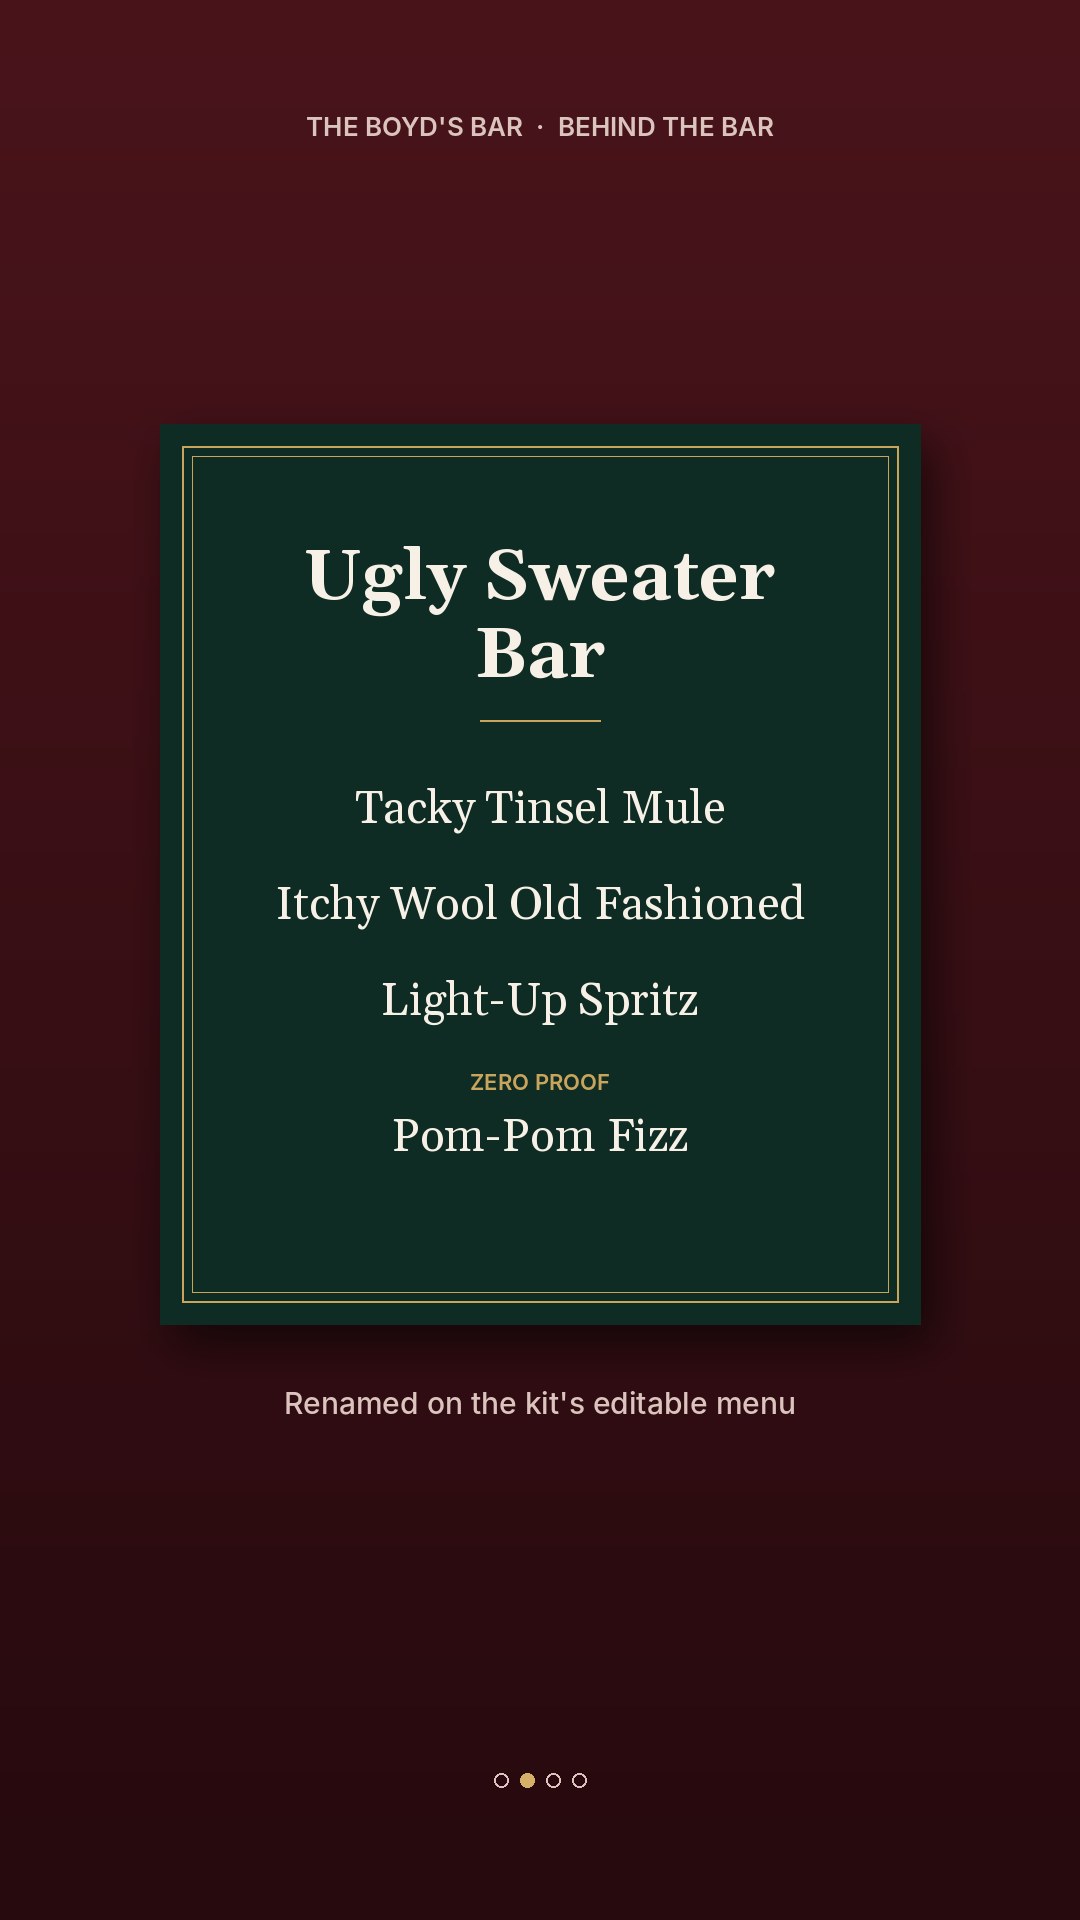 THE BOYD'S BAR · BEHIND THE BAR
Ugly Sweater
Bar
Tacky Tinsel Mule
Itchy Wool Old Fashioned
Light-Up Spritz
ZERO PROOF
Pom-Pom Fizz
Renamed on the kit's editable menu